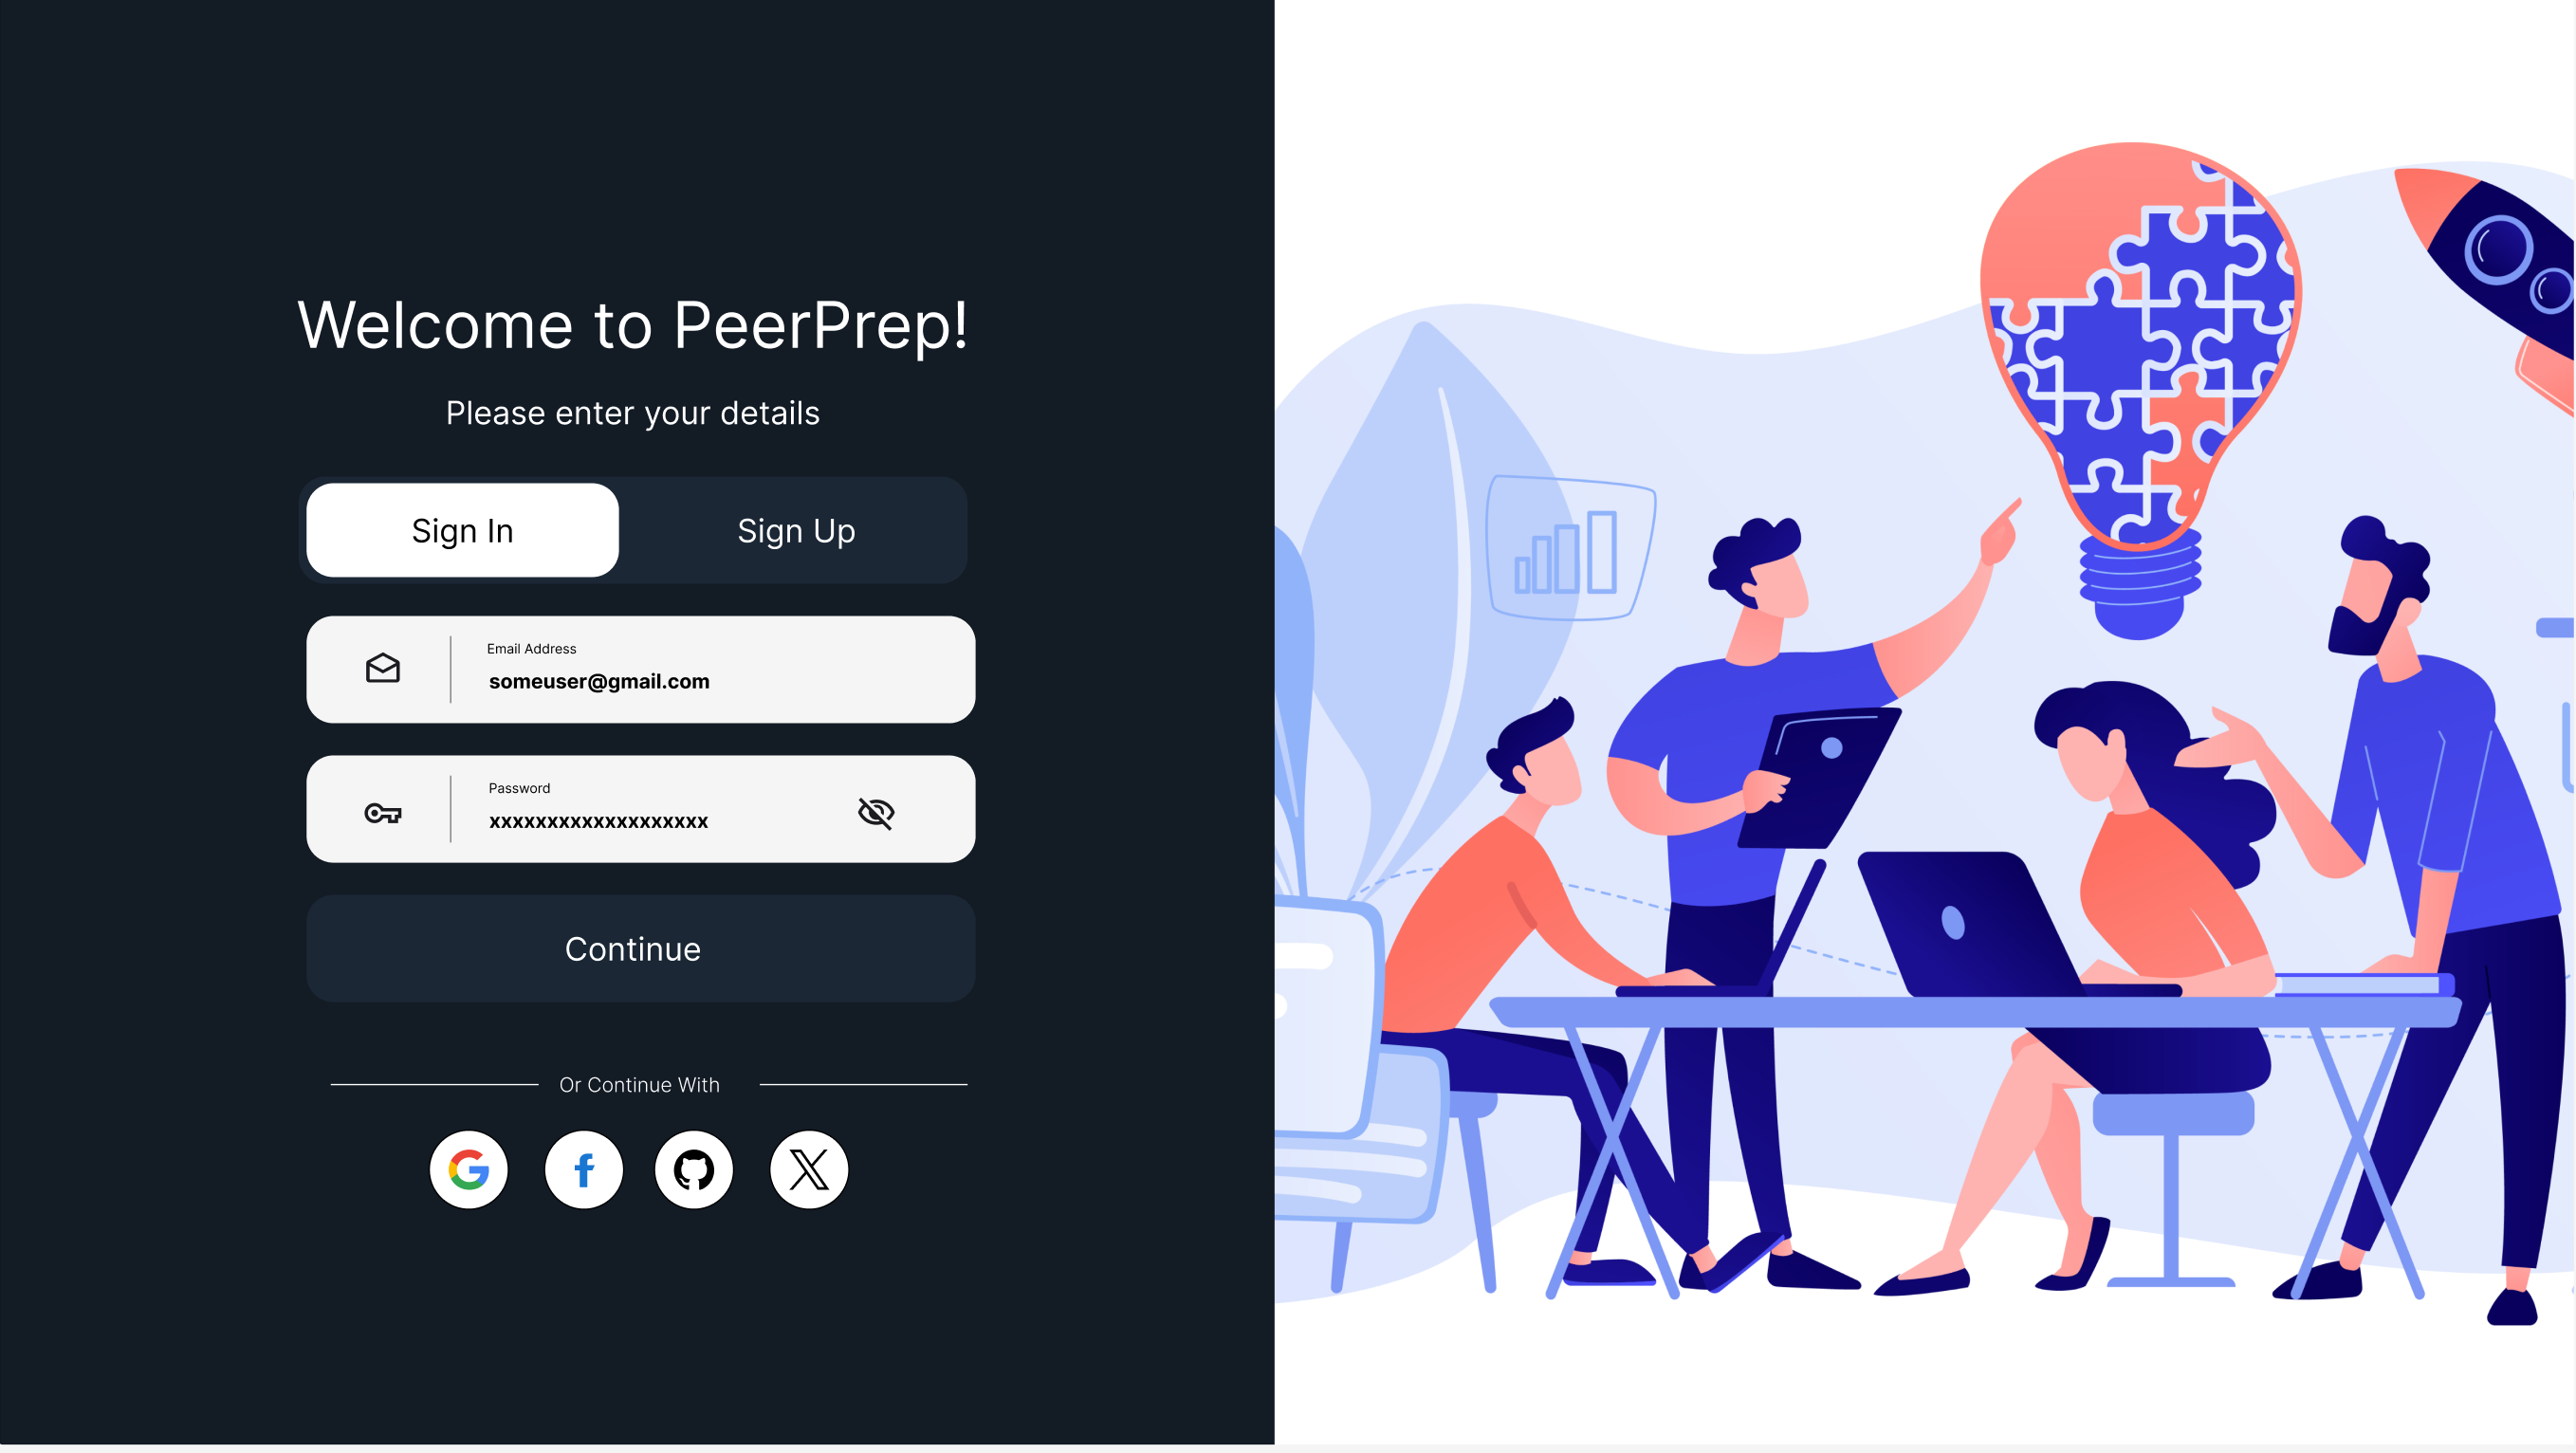 Welcome to PeerPrep!
Please enter your details
Sign In
Sign Up
Email Address
someuser@gmail.com
Password
xxxxxxxxxxxxxxxxxxx
Continue
Or Continue With